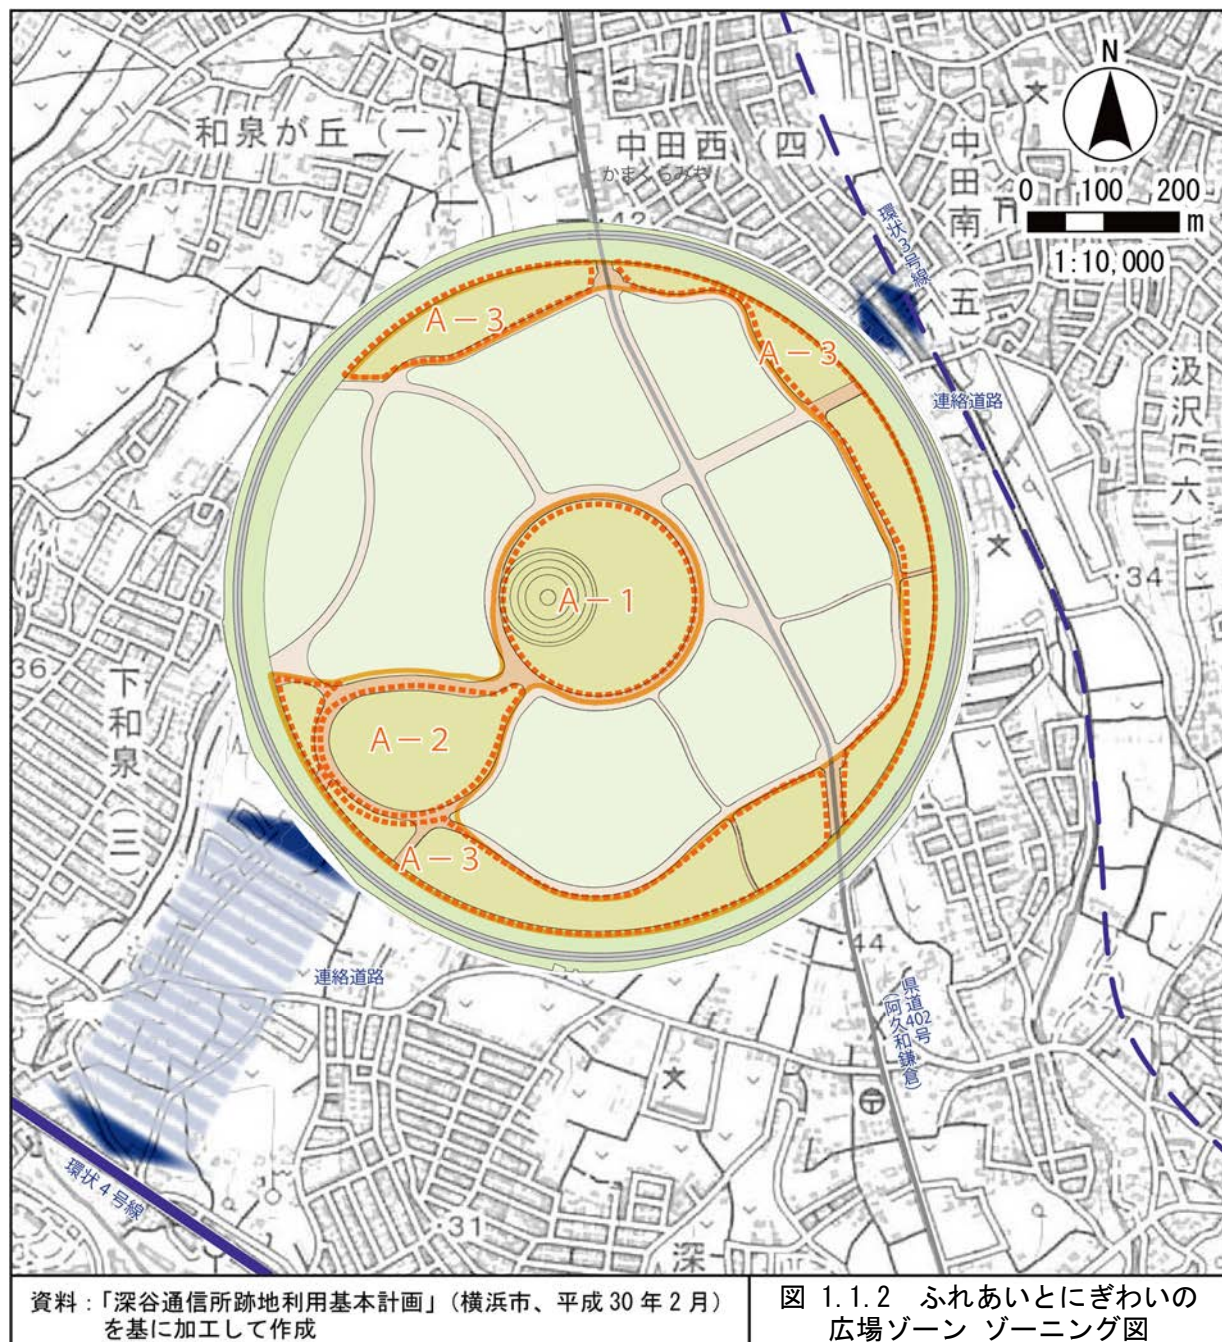 和泉が丘(一)
中田西(四)
かまくらみち
中田南(五)
N
0 100 200
m
1:10,000
・42
環状3号線
A-3
A-3
連絡道路
汲沢(六)
・34
A-1
36
下和泉(三)
A-2
A-3
・44
連絡道路
県道402号
(阿久和鎌倉)
環状4号線
・31
深
資料:「深谷通信所跡地利用基本計画」(横浜市、平成30年2月)
を基に加工して作成
図 1.1.2 ふれあいとにぎわいの
広場ゾーン ゾーニング図